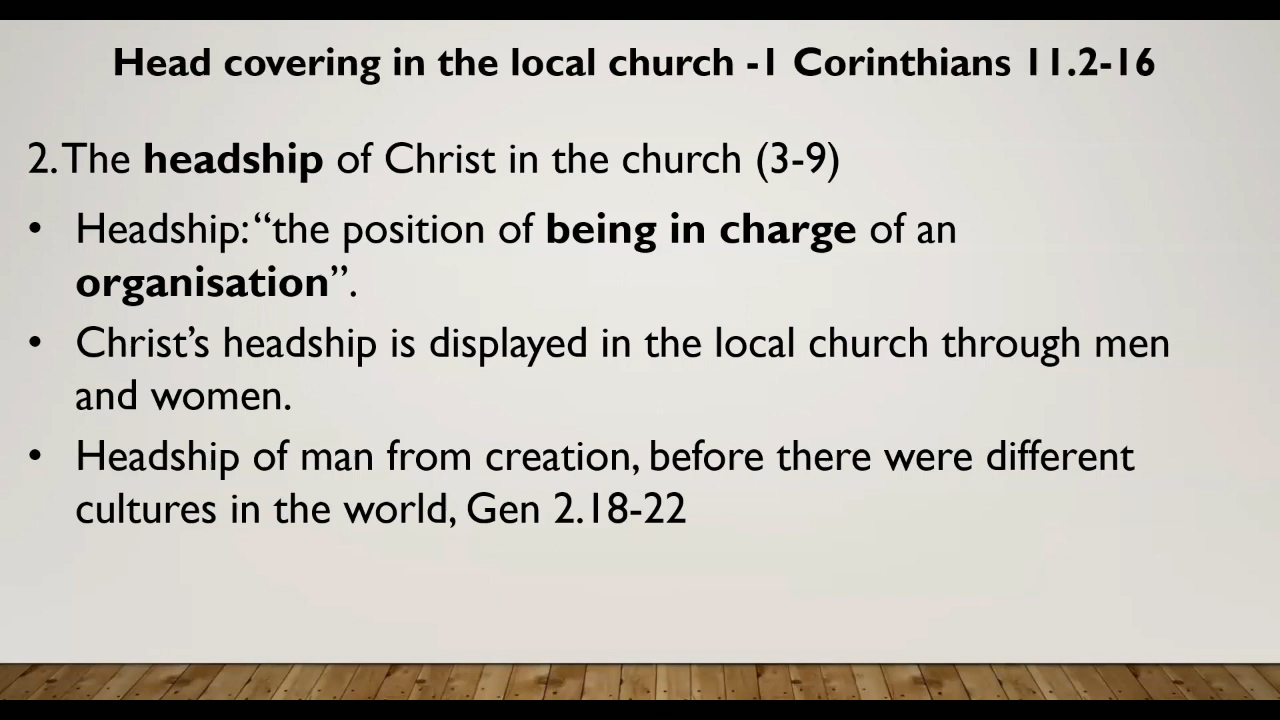 Head covering in the local church -1 Corinthians 11.2-16
2. The headship of Christ in the church (3-9)
• Headship: “the position of being in charge of an
organisation”.
• Christ’s headship is displayed in the local church through men
and women.
• Headship of man from creation, before there were different
cultures in the world, Gen 2.18-22